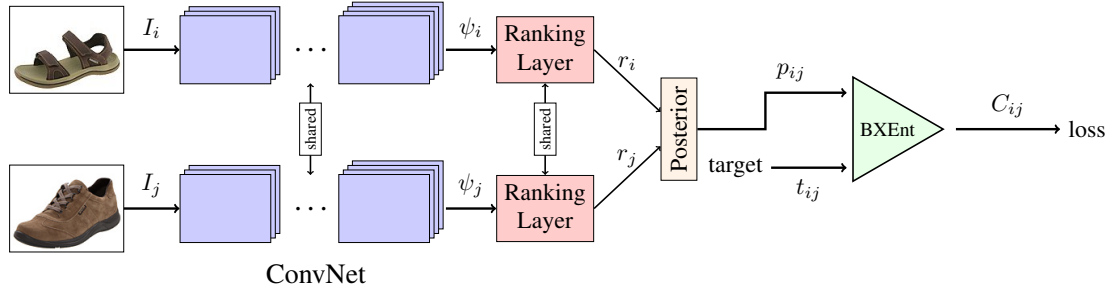 I_i
. . .
ψ_i
Ranking
Layer
r_i
shared
shared
Posterior
p_ij
BXEnt
C_ij
loss
target
t_ij
I_j
. . .
ψ_j
Ranking
Layer
r_j
ConvNet